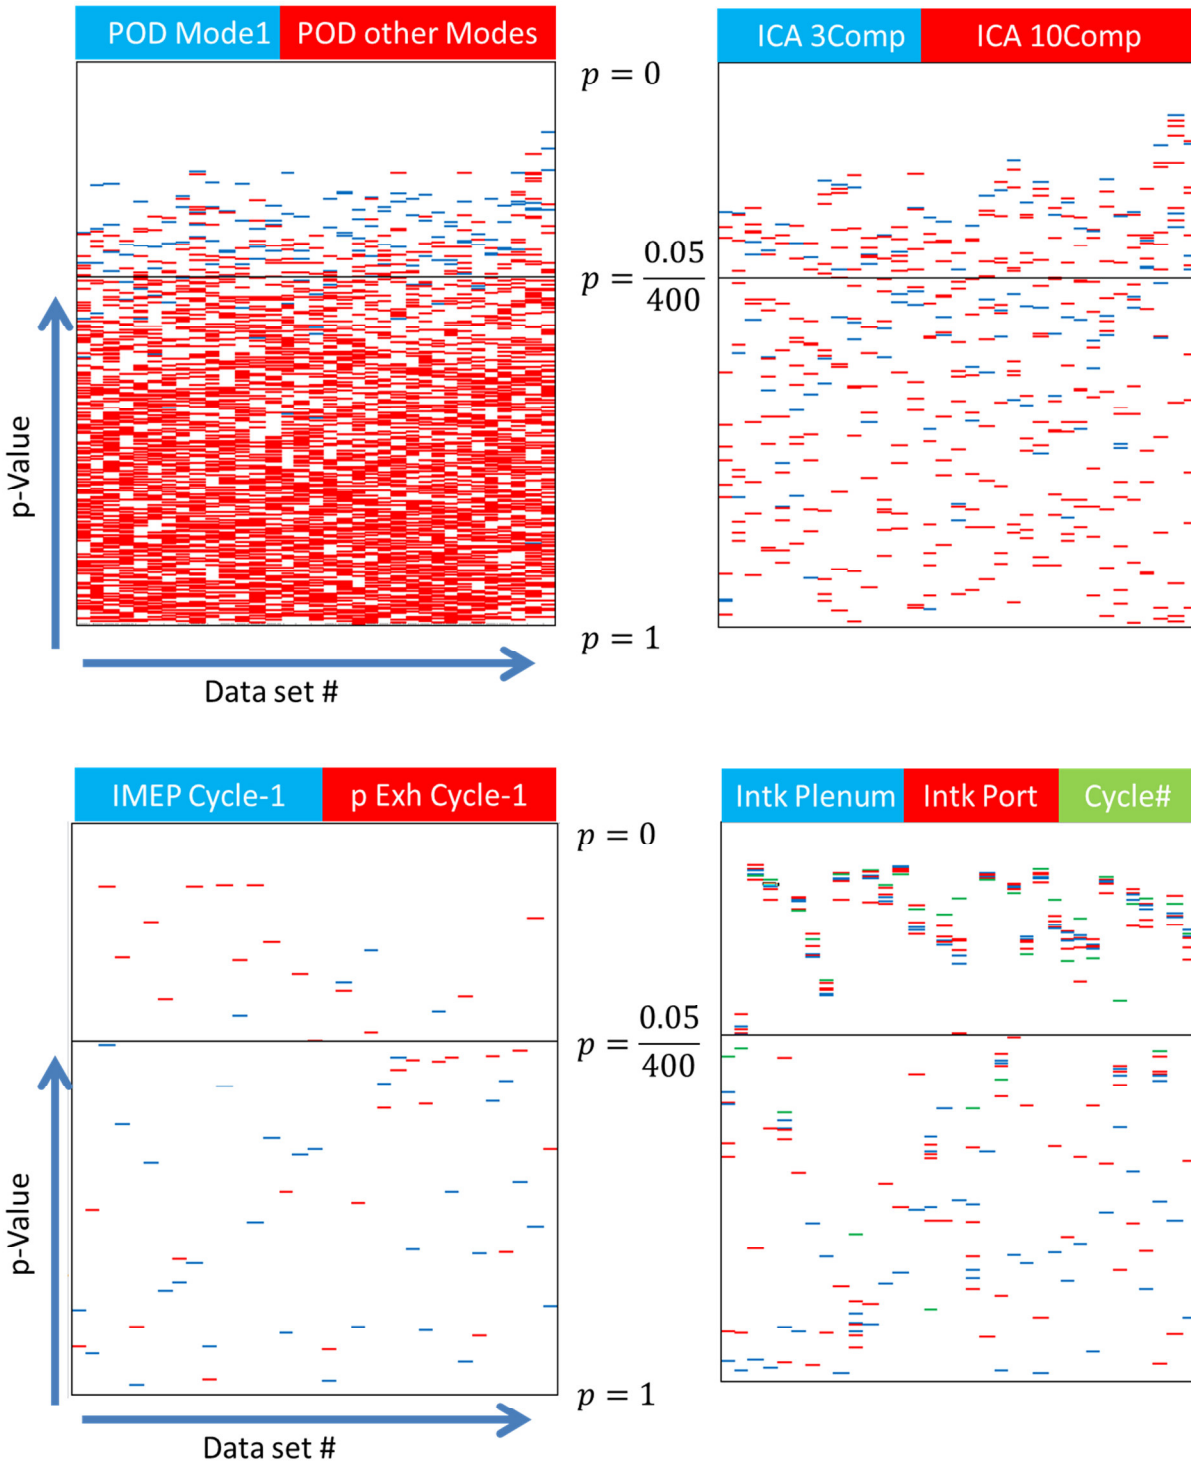 POD Mode1 POD other Modes
ICA 3Comp ICA 10Comp
p = 0
p = 0.05/400
p = 1
p-Value
Data set #
IMEP Cycle-1 p Exh Cycle-1
Intk Plenum Intk Port Cycle#
p = 0
p = 0.05/400
p = 1
p-Value
Data set #